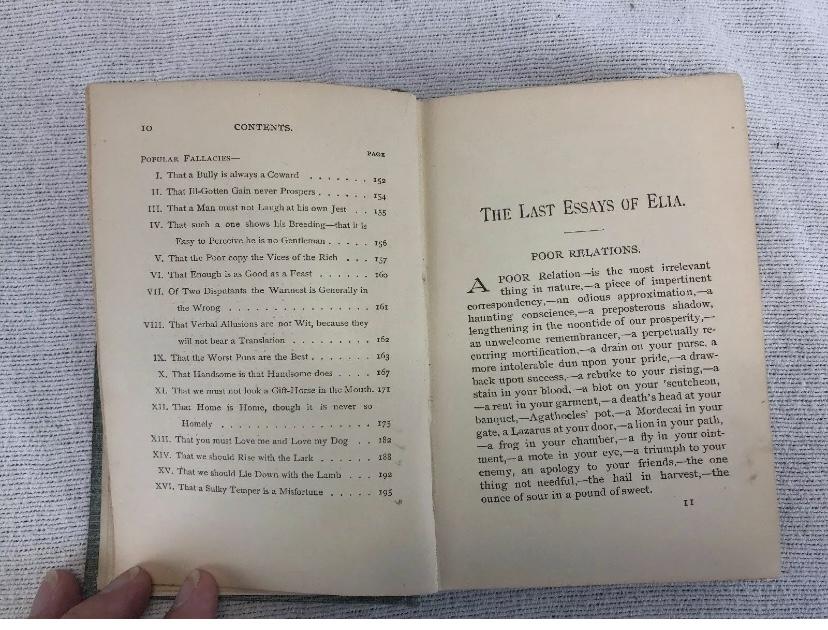 10 CONTENTS.
PAGE
POPULAR FALLACIES—
I. That a Bully is always a Coward . . . . . . . 152
II. That Ill-Gotten Gain never Prospers . . . . . . 154
III. That a Man must not Laugh at his own Jest . . 155
IV. That such a one shows his Breeding—that it is
Easy to Perceive he is no Gentleman . . . . . 156
V. That the Poor copy the Vices of the Rich . . . 157
VI. That Enough is as Good as a Feast . . . . . 160
VII. Of Two Disputants the Warmest is Generally in
the Wrong . . . . . . . . . . . . . . . . 161
VIII. That Verbal Allusions are not Wit, because they
will not bear a Translation . . . . . . . . . 162
IX. That the Worst Puns are the Best . . . . . . . 163
X. That Handsome is that Handsome does . . . . 167
XI. That we must not look a Gift-Horse in the Mouth. 171
XII. That Home is Home, though it is never so
Homely . . . . . . . . . . . . . . . . . 175
XIII. That you must Love me and Love my Dog . . 182
XIV. That we should Rise with the Lark . . . . . 188
XV. That we should Lie Down with the Lamb . . . 192
XVI. That a Sulky Temper is a Misfortune . . . . . 195
THE LAST ESSAYS OF ELIA.
POOR RELATIONS.
A POOR Relation—is the most irrelevant
thing in nature,—a piece of impertinent
correspondency,—an odious approximation,—a
haunting conscience,—a preposterous shadow,
lengthening in the noontide of our prosperity,—
an unwelcome remembrancer,—a perpetually re-
curring mortification,—a drain on your purse, a
more intolerable dun upon your pride,—a draw-
back upon success,—a rebuke to your rising,—a
stain in your blood,—a blot on your 'scutcheon,
—a rent in your garment,—a death's head at your
banquet,—Agathocles' pot,—a Mordecai in your
gate, a Lazarus at your door,—a lion in your path,
—a frog in your chamber,—a fly in your oint-
ment,—a mote in your eye,—a triumph to your
enemy, an apology to your friends,—the one
thing not needful,—the hail in harvest,—the
ounce of sour in a pound of sweet.
11